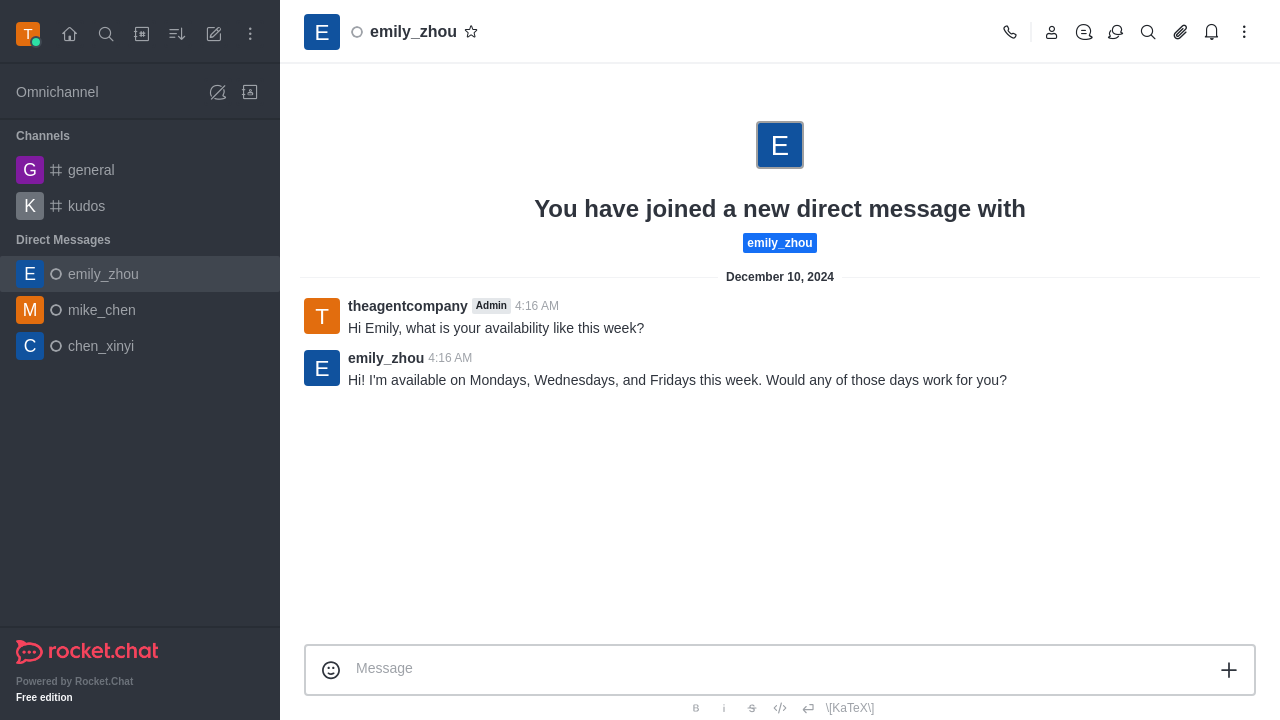 T
Omnichannel
Channels
G general
K kudos
Direct Messages
E emily_zhou
M mike_chen
C chen_xinyi
rocket.chat
Powered by Rocket.Chat
Free edition
E emily_zhou
E
You have joined a new direct message with
emily_zhou
December 10, 2024
T theagentcompany Admin 4:16 AM
Hi Emily, what is your availability like this week?
E emily_zhou 4:16 AM
Hi! I'm available on Mondays, Wednesdays, and Fridays this week. Would any of those days work for you?
Message
B i S \[KaTeX\]